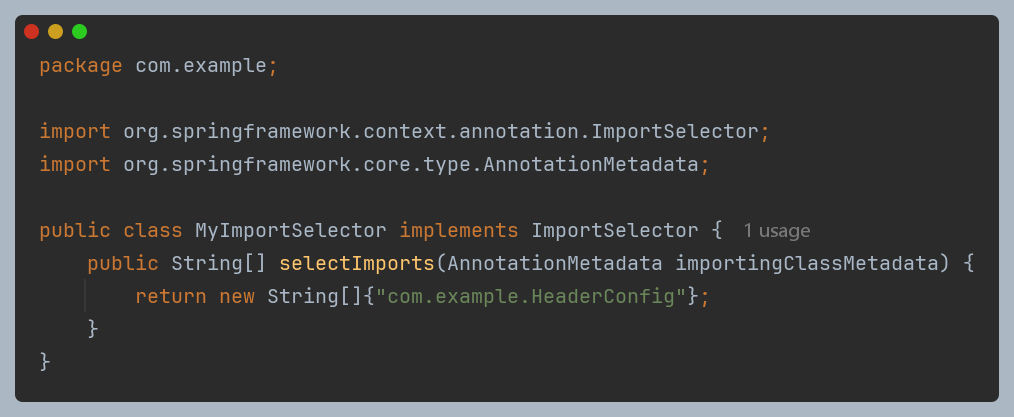 package com.example;
import org.springframework.context.annotation.ImportSelector;
import org.springframework.core.type.AnnotationMetadata;
public class MyImportSelector implements ImportSelector { 1 usage
    public String[] selectImports(AnnotationMetadata importingClassMetadata) {
        return new String[]{"com.example.HeaderConfig"};
    }
}